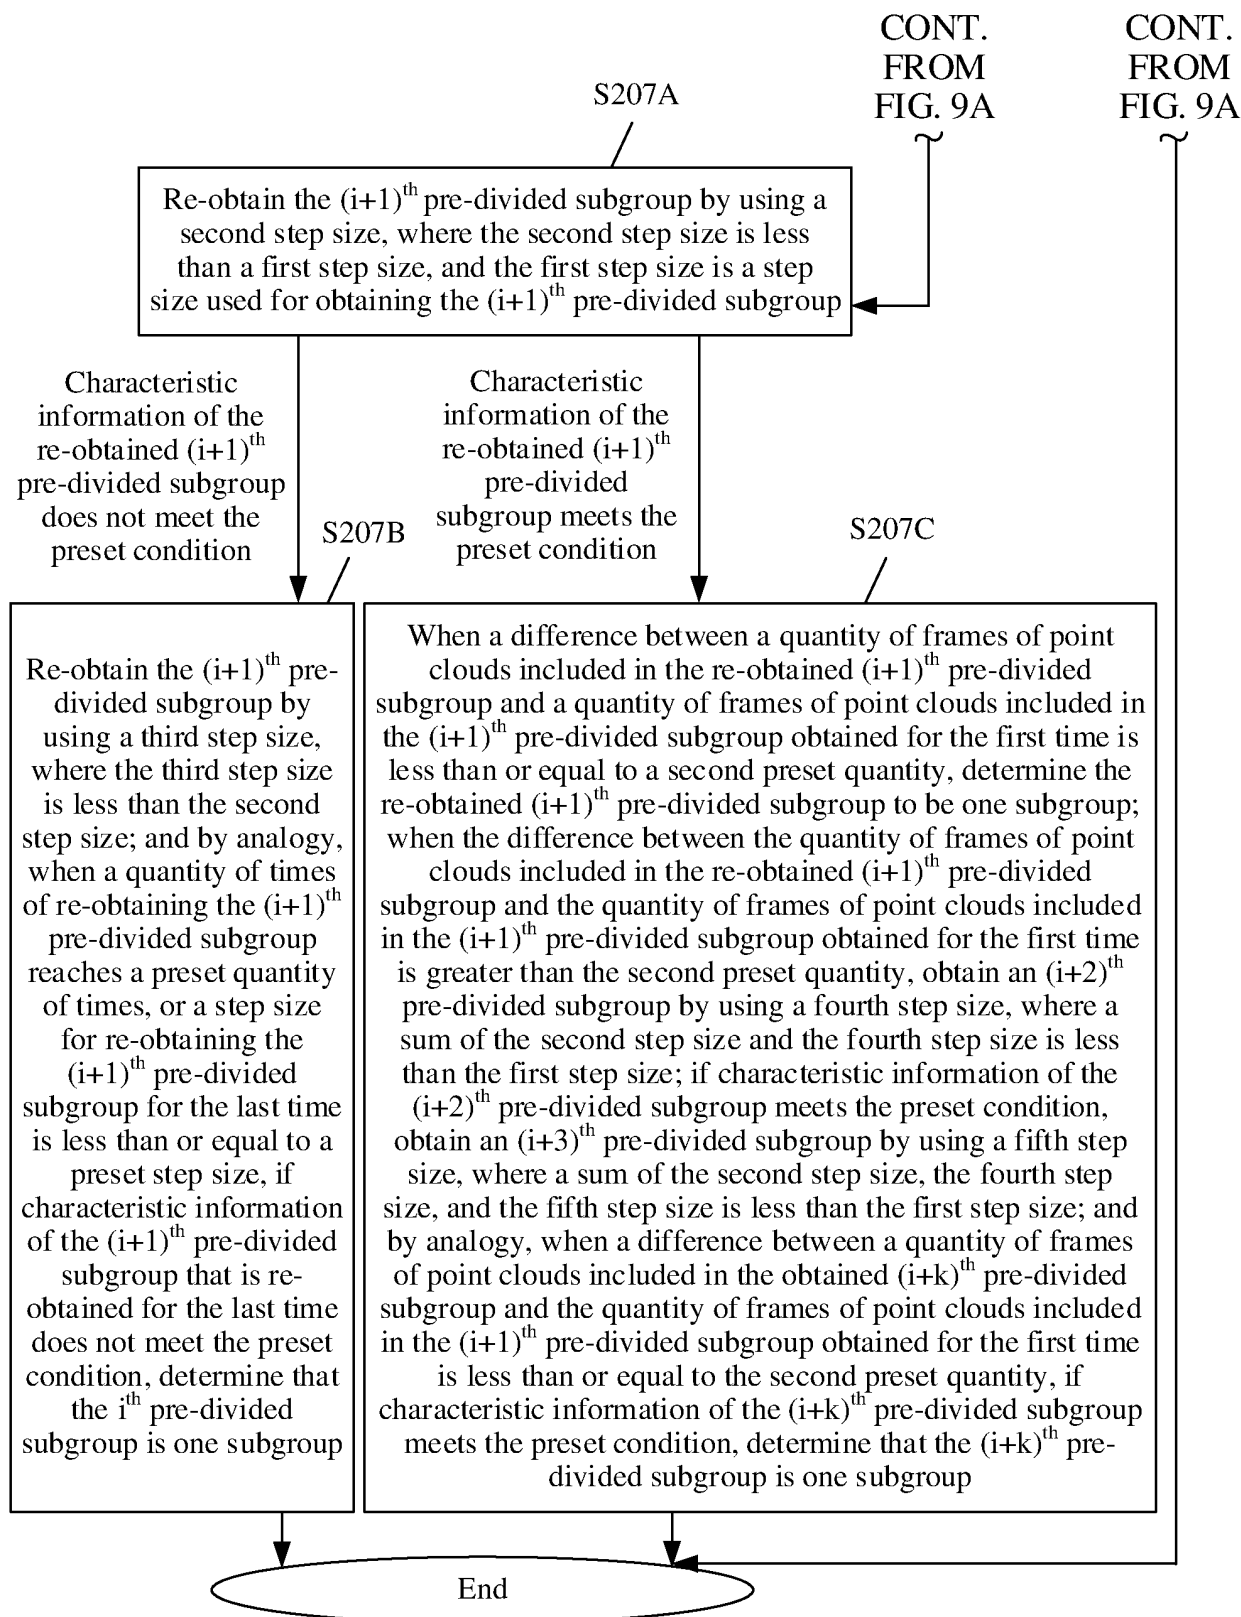 CONT.
FROM
FIG. 9A
CONT.
FROM
FIG. 9A
S207A
Re-obtain the (i+1)th pre-divided subgroup by using a
second step size, where the second step size is less
than a first step size, and the first step size is a step
size used for obtaining the (i+1)th pre-divided subgroup
Characteristic
information of the
re-obtained (i+1)th
pre-divided subgroup
does not meet the
preset condition
Characteristic
information of the
re-obtained (i+1)th
pre-divided
subgroup meets the
preset condition
S207B
Re-obtain the (i+1)th pre-
divided subgroup by
using a third step size,
where the third step size
is less than the second
step size; and by analogy,
when a quantity of times
of re-obtaining the (i+1)th
pre-divided subgroup
reaches a preset quantity
of times, or a step size
for re-obtaining the
(i+1)th pre-divided
subgroup for the last time
is less than or equal to a
preset step size, if
characteristic information
of the (i+1)th pre-divided
subgroup that is re-
obtained for the last time
does not meet the preset
condition, determine that
the ith pre-divided
subgroup is one subgroup
S207C
When a difference between a quantity of frames of point
clouds included in the re-obtained (i+1)th pre-divided
subgroup and a quantity of frames of point clouds included in
the (i+1)th pre-divided subgroup obtained for the first time is
less than or equal to a second preset quantity, determine the
re-obtained (i+1)th pre-divided subgroup to be one subgroup;
when the difference between the quantity of frames of point
clouds included in the re-obtained (i+1)th pre-divided
subgroup and the quantity of frames of point clouds included
in the (i+1)th pre-divided subgroup obtained for the first time
is greater than the second preset quantity, obtain an (i+2)th
pre-divided subgroup by using a fourth step size, where a
sum of the second step size and the fourth step size is less
than the first step size; if characteristic information of the
(i+2)th pre-divided subgroup meets the preset condition,
obtain an (i+3)th pre-divided subgroup by using a fifth step
size, where a sum of the second step size, the fourth step
size, and the fifth step size is less than the first step size; and
by analogy, when a difference between a quantity of frames
of point clouds included in the obtained (i+k)th pre-divided
subgroup and the quantity of frames of point clouds included
in the (i+1)th pre-divided subgroup obtained for the first time
is less than or equal to the second preset quantity, if
characteristic information of the (i+k)th pre-divided subgroup
meets the preset condition, determine that the (i+k)th pre-
divided subgroup is one subgroup
End